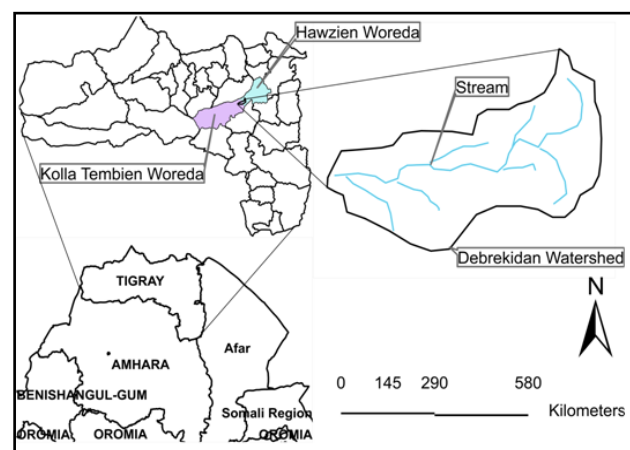 Hawzien Woreda
Stream
Kolla Tembien Woreda
Debrekidan Watershed
TIGRAY
Afar
AMHARA
BENISHANGUL-GUM
Somali Region
OROMIA
OROMIA
OROMIA
N
0 145 290 580
Kilometers